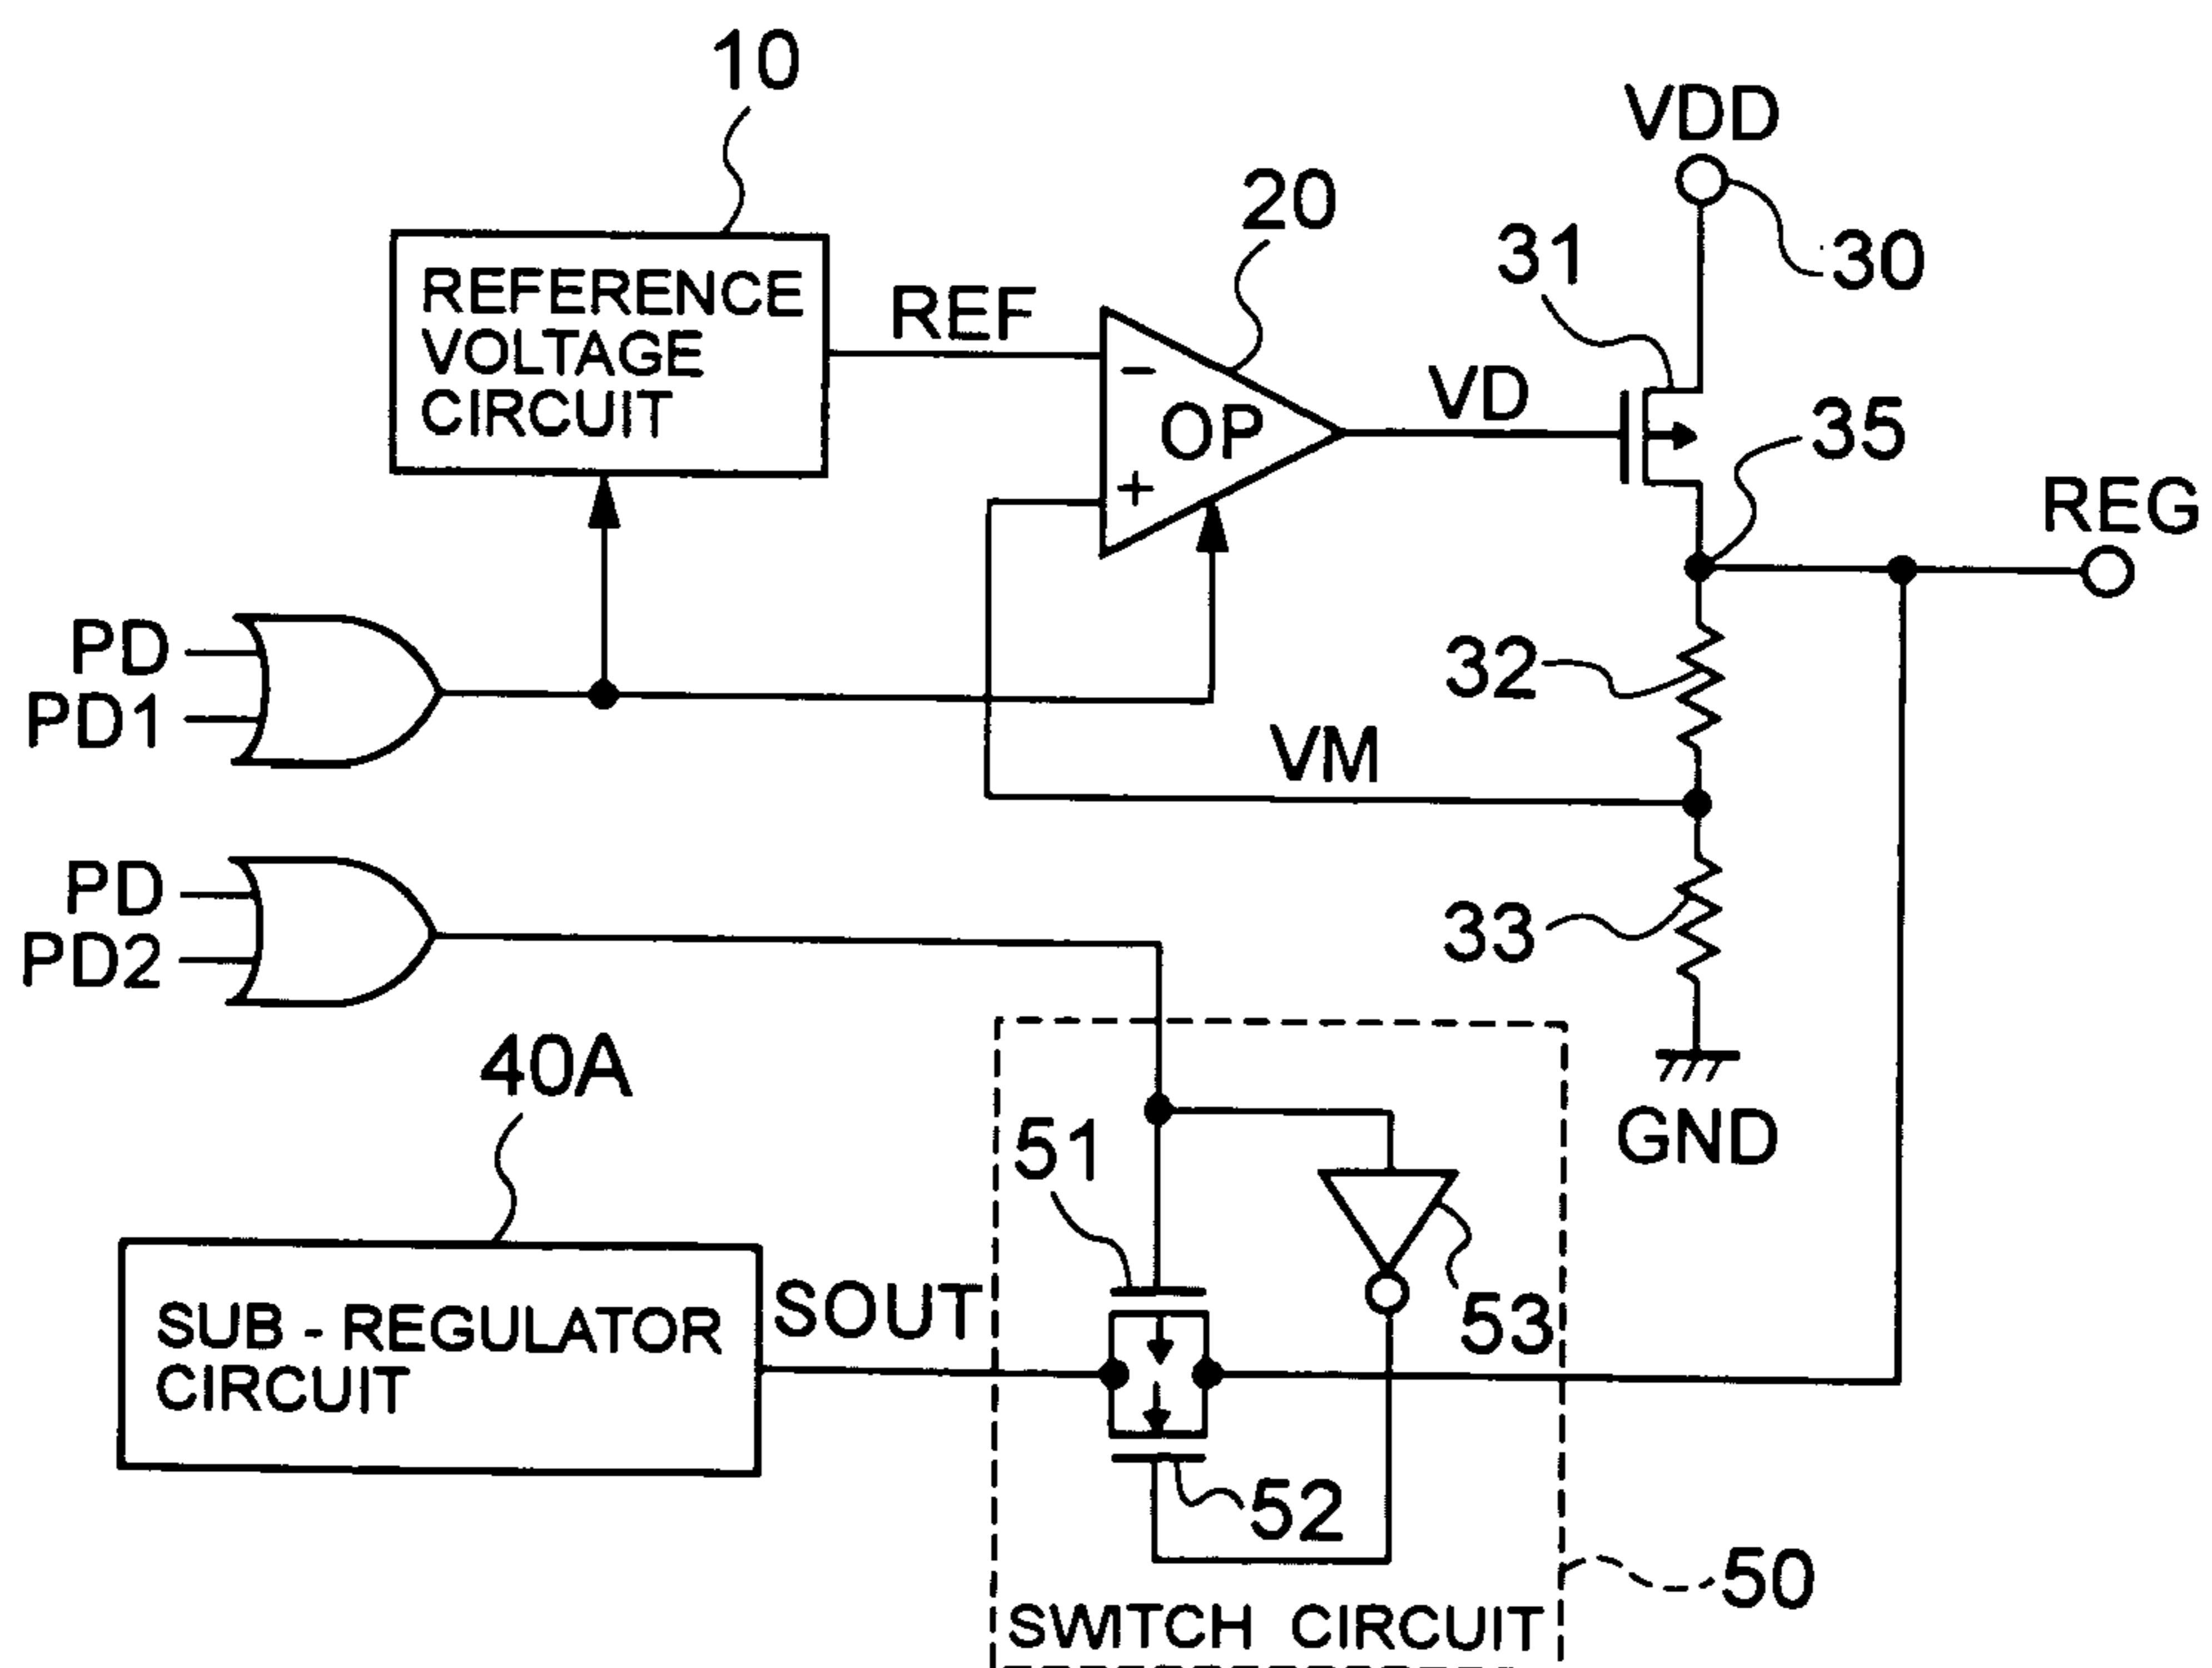 10
VDD
20
31
30
REFERENCE
VOLTAGE
CIRCUIT
REF
−
OP
+
VD
35
REG
PD
PD1
32
VM
PD
PD2
33
40A
GND
51
SUB - REGULATOR
CIRCUIT
SOUT
53
52
50
SWITCH CIRCUIT